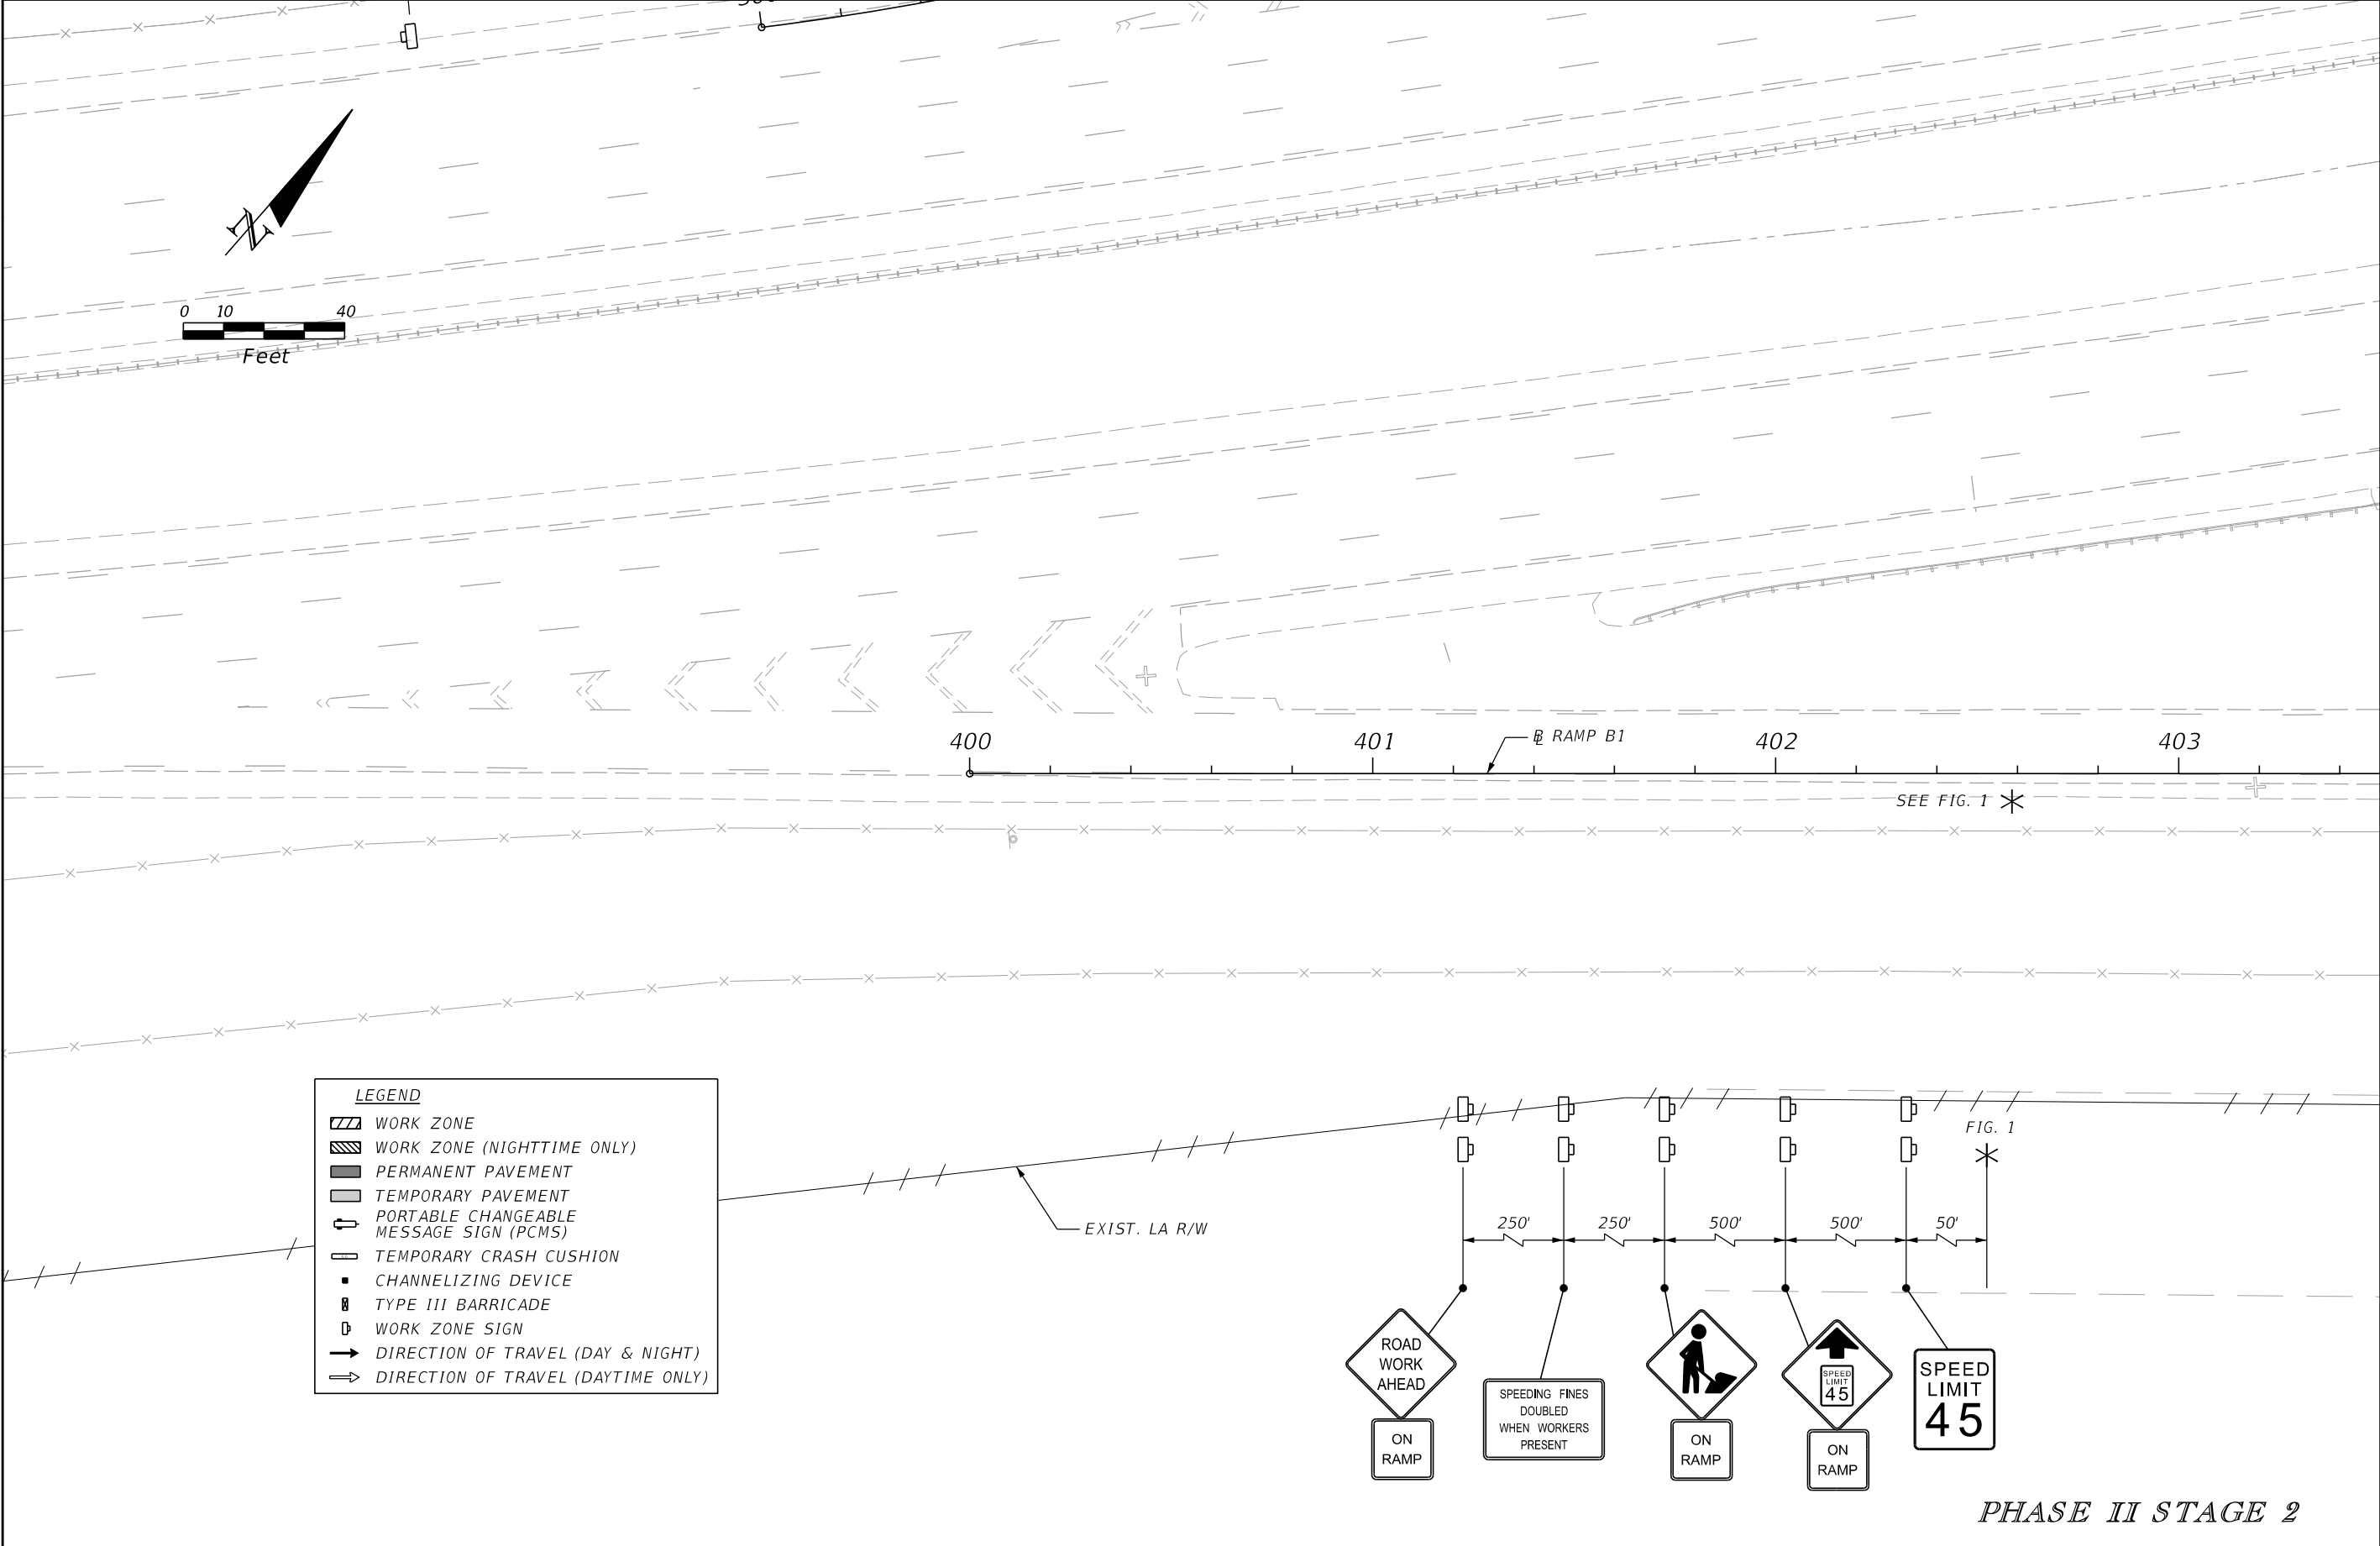 N
0 10 40
Feet
400 401 402 403
BL RAMP B1
SEE FIG. 1
LEGEND
WORK ZONE
WORK ZONE (NIGHTTIME ONLY)
PERMANENT PAVEMENT
TEMPORARY PAVEMENT
PORTABLE CHANGEABLE
MESSAGE SIGN (PCMS)
TEMPORARY CRASH CUSHION
CHANNELIZING DEVICE
TYPE III BARRICADE
WORK ZONE SIGN
DIRECTION OF TRAVEL (DAY & NIGHT)
DIRECTION OF TRAVEL (DAYTIME ONLY)
EXIST. LA R/W
FIG. 1
250' 250' 500' 500' 50'
ROAD
WORK
AHEAD
ON
RAMP
SPEEDING FINES
DOUBLED
WHEN WORKERS
PRESENT
ON
RAMP
SPEED
LIMIT
45
ON
RAMP
SPEED
LIMIT
45
PHASE II STAGE 2